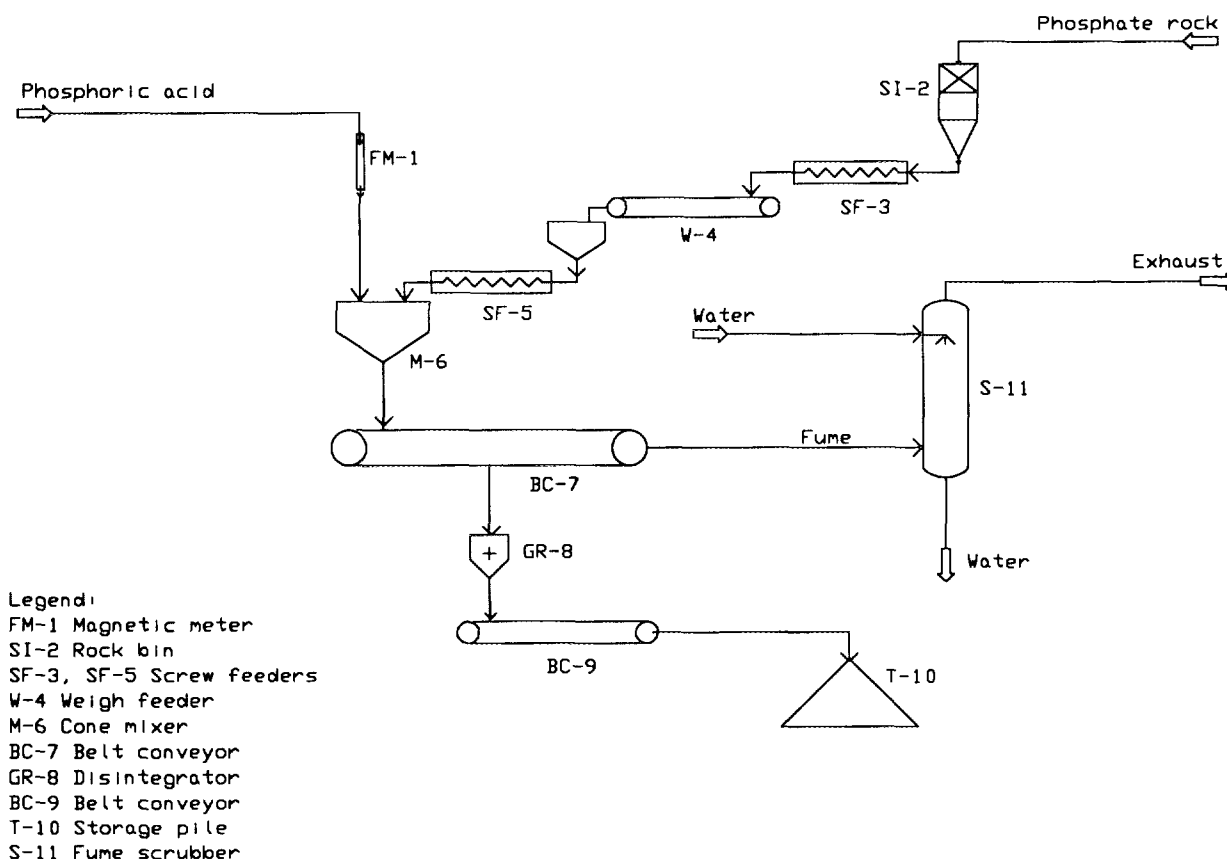 Phosphate rock
Phosphoric acid
SI-2
FM-1
SF-3
W-4
Exhaust
SF-5
Water
M-6
S-11
Fume
BC-7
GR-8
Water
Legend:
FM-1 Magnetic meter
SI-2 Rock bin
SF-3, SF-5 Screw feeders
W-4 Weigh feeder
M-6 Cone mixer
BC-7 Belt conveyor
GR-8 Disintegrator
BC-9 Belt conveyor
T-10 Storage pile
S-11 Fume scrubber
BC-9
T-10